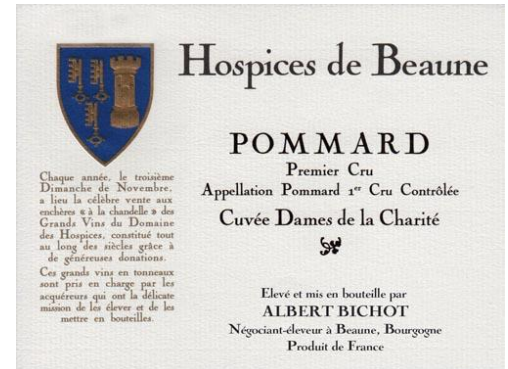 Hospices de Beaune
POMMARD
Premier Cru
Appellation Pommard 1er Cru Contrôlée
Cuvée Dames de la Charité
Elevé et mis en bouteille par
ALBERT BICHOT
Négociant-éleveur à Beaune, Bourgogne
Produit de France
Chaque année, le troisième
Dimanche de Novembre,
a lieu la célèbre vente aux
enchères « à la chandelle » des
Grands Vins du Domaine
des Hospices, constitué tout
au long des siècles grâce à
de généreuses donations.
Ces grands vins en tonneaux
sont pris en charge par les
acquéreurs qui ont la délicate
mission de les élever et de les
mettre en bouteilles.